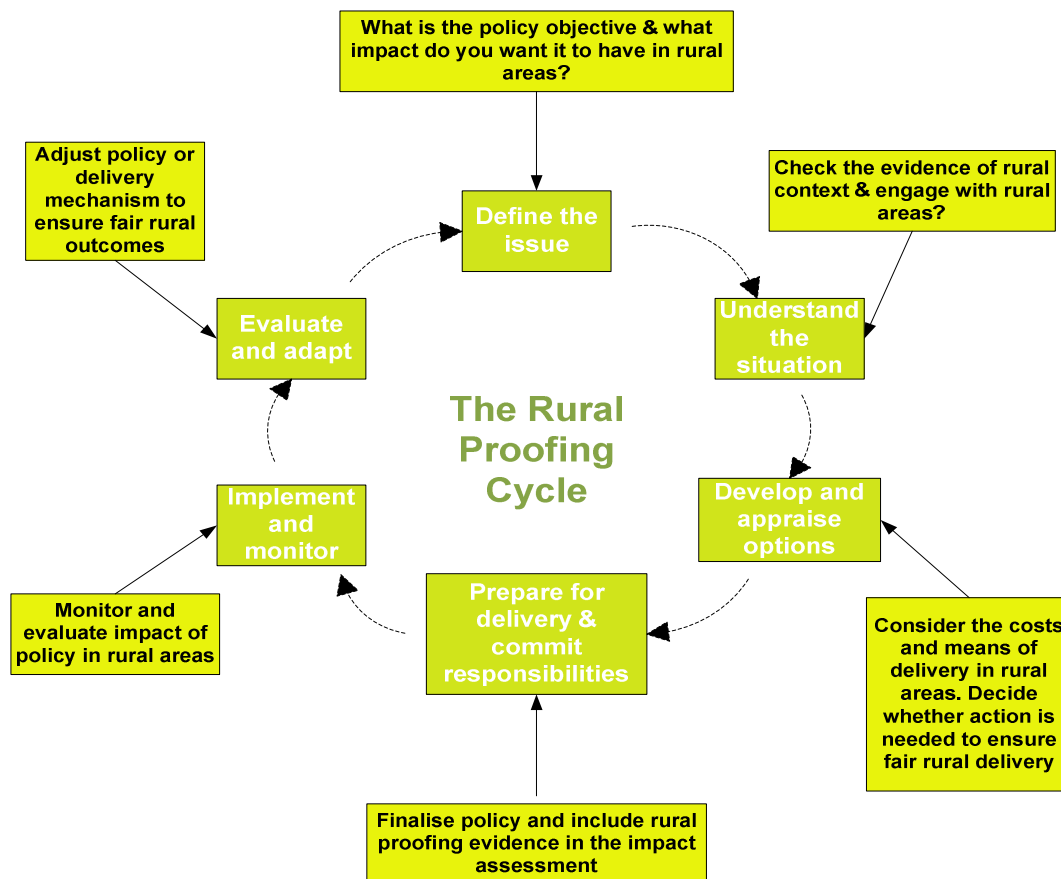 What is the policy objective & what
impact do you want it to have in rural
areas?
Adjust policy or
delivery
mechanism to
ensure fair rural
outcomes
Check the evidence of rural
context & engage with rural
areas?
Define the
issue
Understand
the
situation
Evaluate
and adapt
The Rural
Proofing
Cycle
Develop and
appraise
options
Implement
and
monitor
Prepare for
delivery &
commit
responsibilities
Monitor and
evaluate impact of
policy in rural areas
Consider the costs
and means of
delivery in rural
areas. Decide
whether action is
needed to ensure
fair rural delivery
Finalise policy and include rural
proofing evidence in the impact
assessment